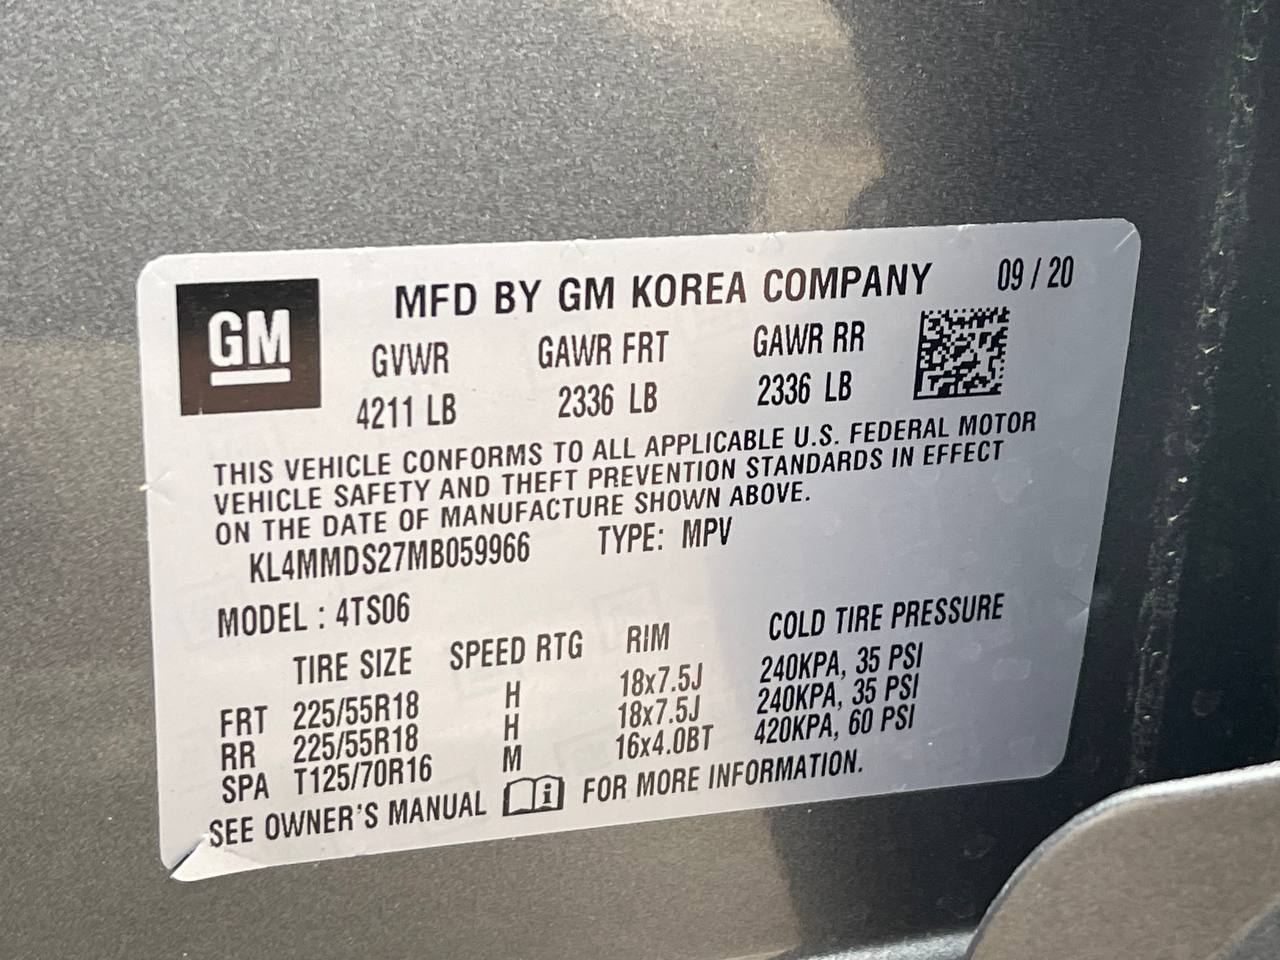 GM
MFD BY GM KOREA COMPANY 09 / 20
GVWR GAWR FRT GAWR RR
4211 LB 2336 LB 2336 LB
THIS VEHICLE CONFORMS TO ALL APPLICABLE U.S. FEDERAL MOTOR
VEHICLE SAFETY AND THEFT PREVENTION STANDARDS IN EFFECT
ON THE DATE OF MANUFACTURE SHOWN ABOVE.
KL4MMDS27MB059966 TYPE: MPV
MODEL : 4TS06
TIRE SIZE SPEED RTG RIM COLD TIRE PRESSURE
FRT 225/55R18 H 18x7.5J 240KPA, 35 PSI
RR 225/55R18 H 18x7.5J 240KPA, 35 PSI
SPA T125/70R16 M 16x4.0BT 420KPA, 60 PSI
SEE OWNER'S MANUAL i FOR MORE INFORMATION.